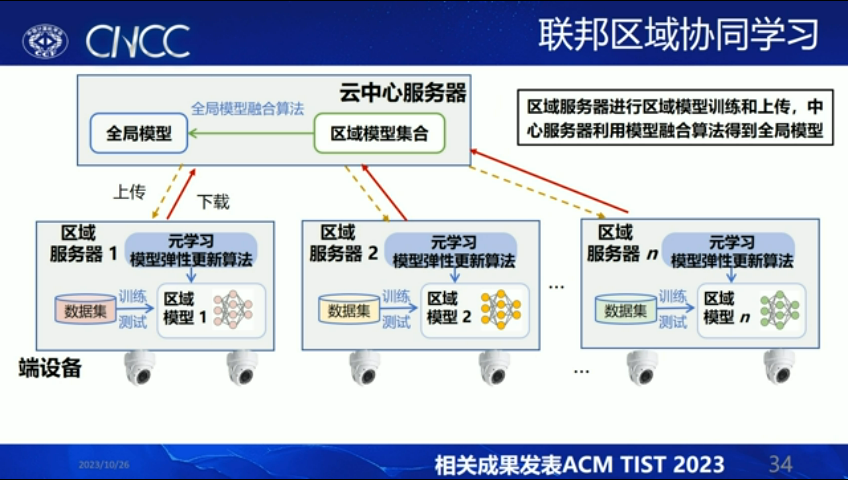 CCF
CNCC
联邦区域协同学习
云中心服务器
全局模型融合算法
全局模型
区域模型集合
区域服务器进行区域模型训练和上传，中
心服务器利用模型融合算法得到全局模型
上传
下载
区域
服务器 1
元学习
模型弹性更新算法
数据集
训练
测试
区域
模型 1
区域
服务器 2
元学习
模型弹性更新算法
数据集
训练
测试
区域
模型 2
...
区域
服务器 n
元学习
模型弹性更新算法
数据集
训练
测试
区域
模型 n
端设备
...
2023/10/26
相关成果发表ACM TIST 2023
34